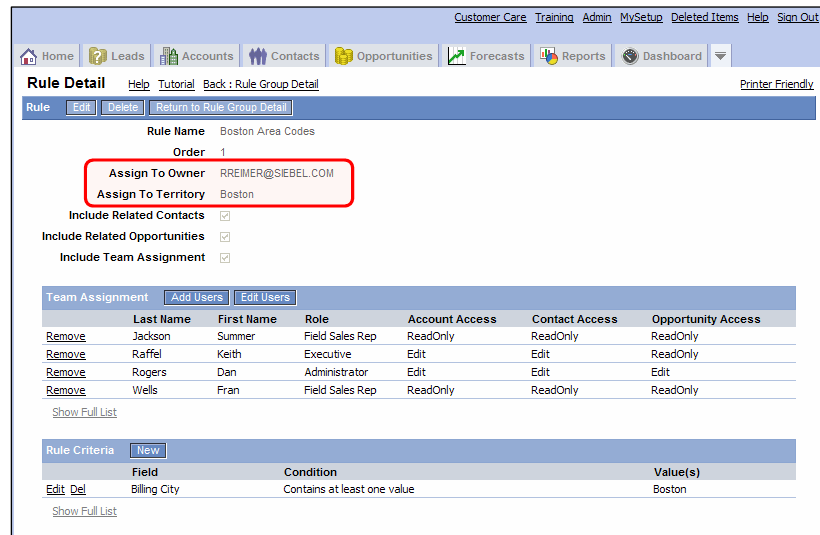 Customer Care Training Admin MySetup Deleted Items Help Sign Out
Home Leads Accounts Contacts Opportunities Forecasts Reports Dashboard
Rule Detail Help Tutorial Back : Rule Group Detail Printer Friendly
Rule Edit Delete Return to Rule Group Detail
Rule Name Boston Area Codes
Order 1
Assign To Owner RREIMER@SIEBEL.COM
Assign To Territory Boston
Include Related Contacts
Include Related Opportunities
Include Team Assignment
Team Assignment Add Users Edit Users
Last Name First Name Role Account Access Contact Access Opportunity Access
Remove Jackson Summer Field Sales Rep ReadOnly ReadOnly ReadOnly
Remove Raffel Keith Executive Edit Edit ReadOnly
Remove Rogers Dan Administrator Edit Edit Edit
Remove Wells Fran Field Sales Rep ReadOnly ReadOnly ReadOnly
Show Full List
Rule Criteria New
Field Condition Value(s)
Edit Del Billing City Contains at least one value Boston
Show Full List